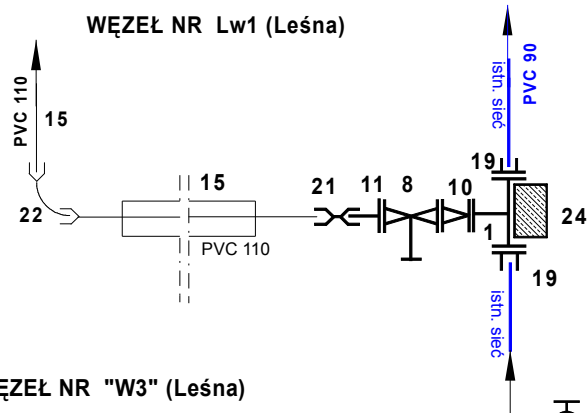 WĘZEŁ NR Lw1 (Leśna)
PVC 110
15
istn. sieć
PVC 90
15
21
11
8
10
19
22
PVC 110
1
24
19
istn. sieć
ĘZEŁ NR "W3" (Leśna)